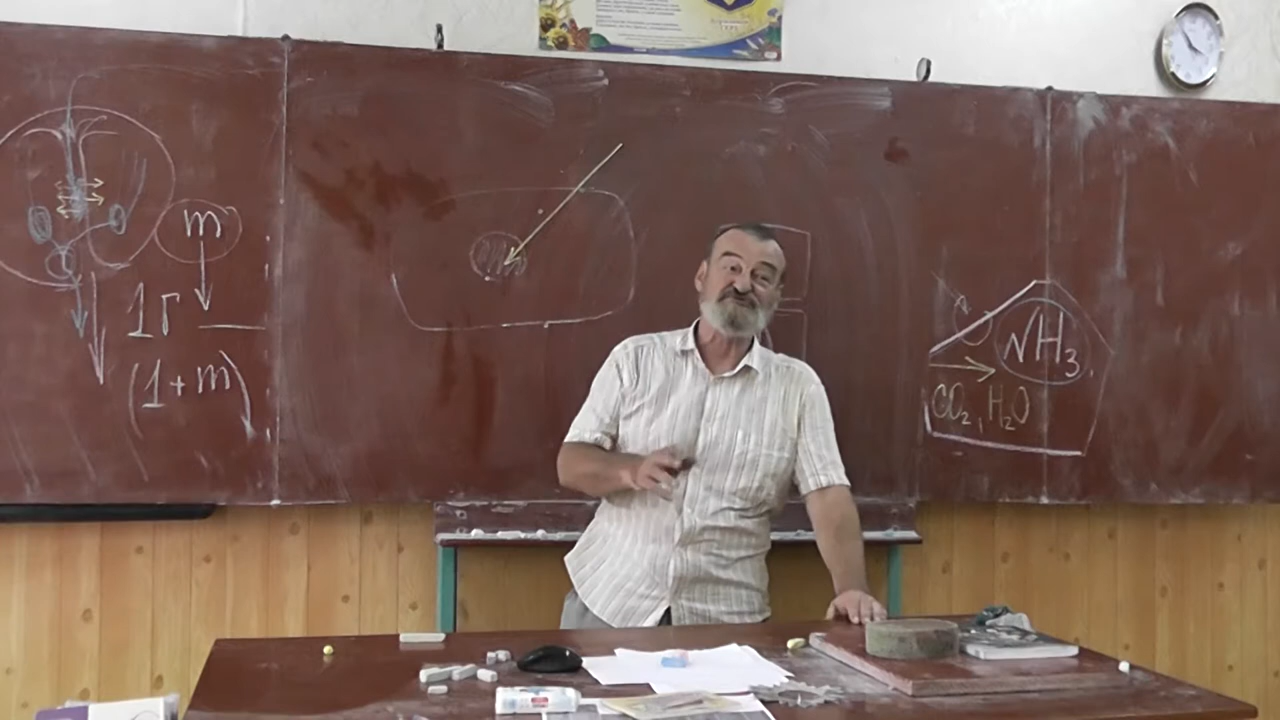 m
1г
(1+m)
NH₃
CO₂, H₂O